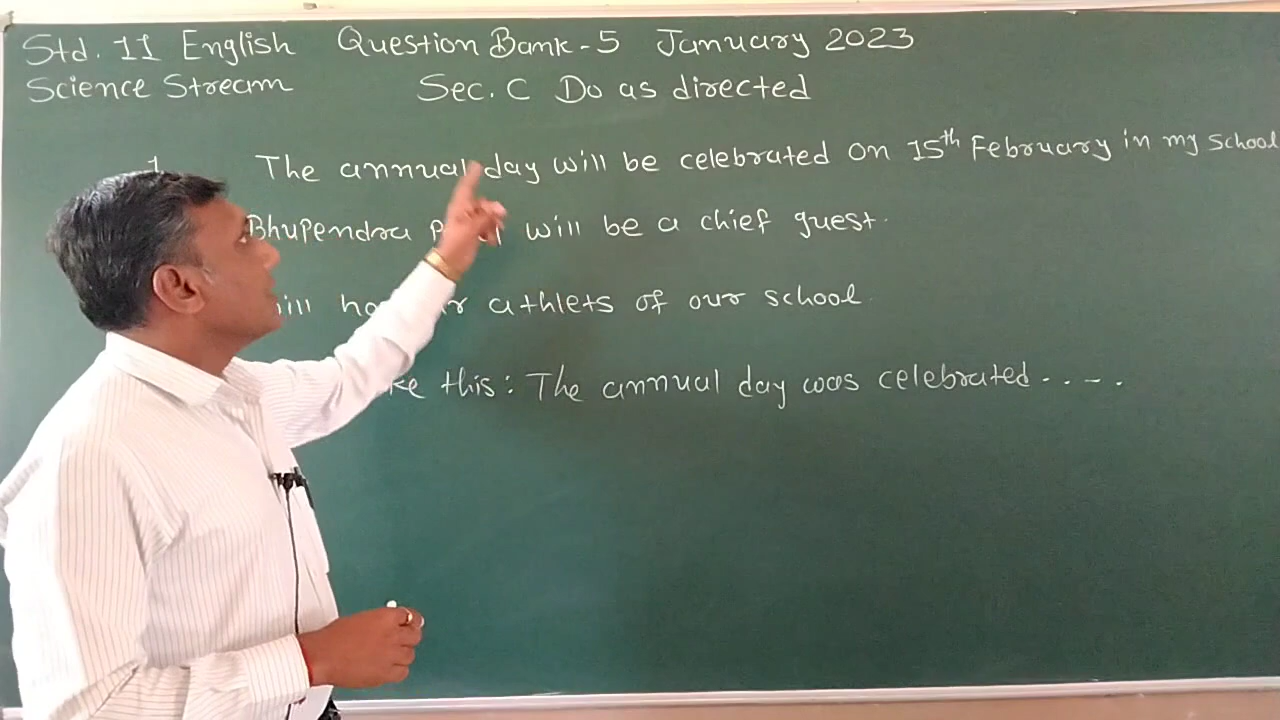 Std. 11 English Question Bank - 5 January 2023
Science Stream Sec. C Do as directed
1. The annual day will be celebrated on 15th February in my School
Bhupendra will be a chief guest.
athlets of our school.
this: The annual day was celebrated.....